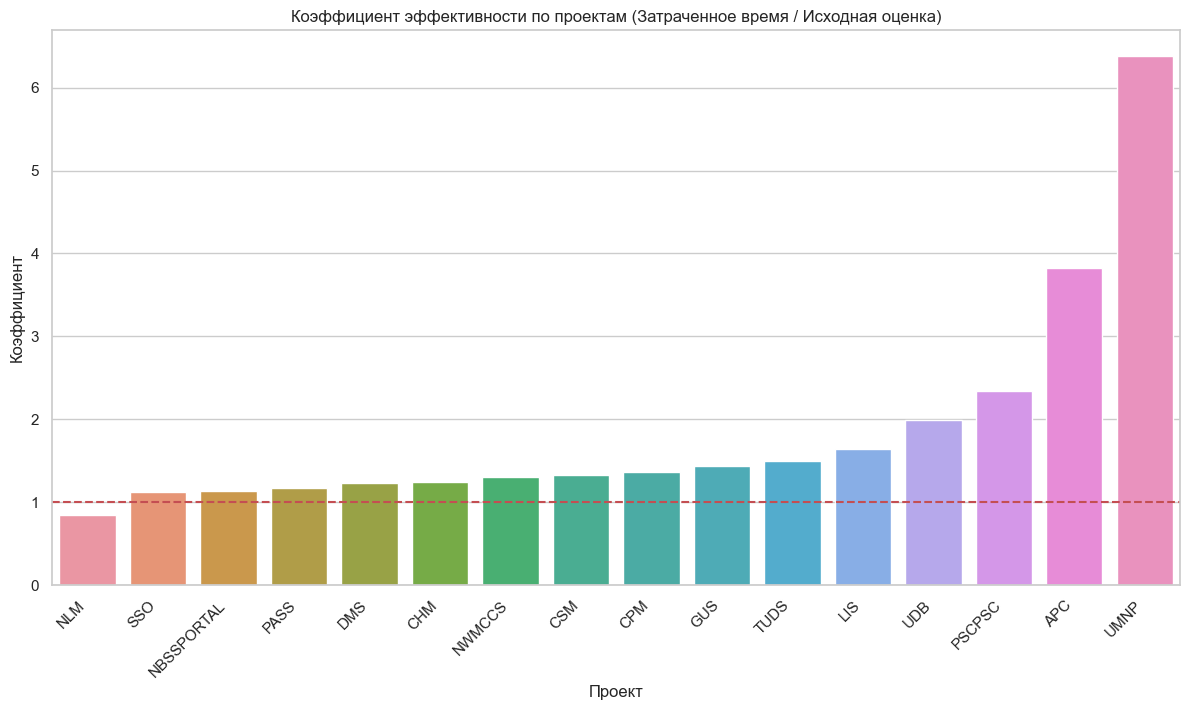 Коэффициент эффективности по проектам (Затраченное время / Исходная оценка)
Коэффициент
6
5
4
3
2
1
0
NLM
SSO
NBSSPORTAL
PASS
DMS
CHM
NWMCCS
CSM
CPM
GUS
TUDS
LIS
UDB
PSCPSC
APC
UMNP
Проект